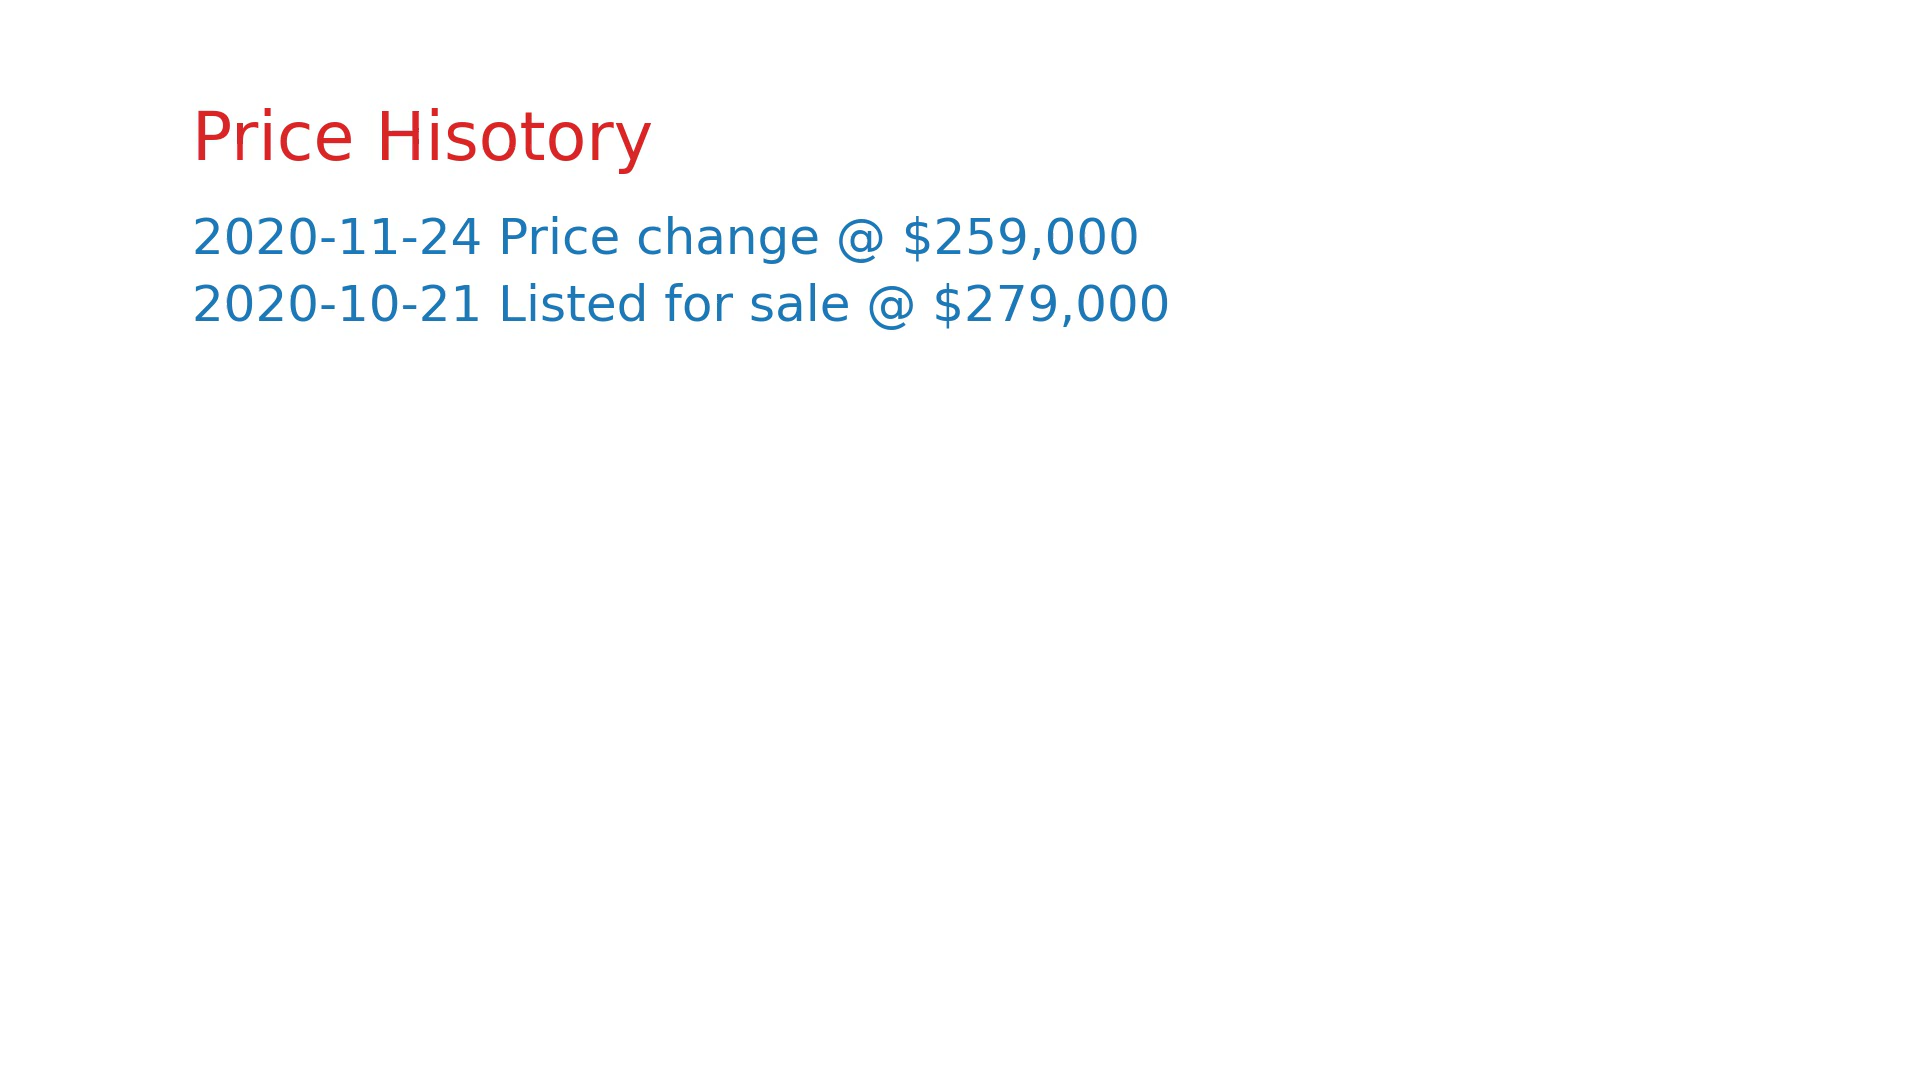 Price Hisotory
2020-11-24 Price change @ $259,000
2020-10-21 Listed for sale @ $279,000